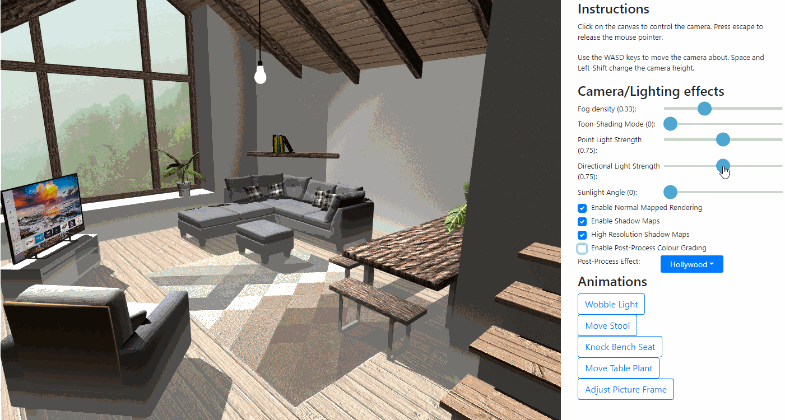 Instructions
Click on the canvas to control the camera. Press escape to
release the mouse pointer.
Use the WASD keys to move the camera about. Space and
Left Shift change the camera height.
Camera/Lighting effects
Fog density (0.33):
Toon-Shading Mode (0):
Point Light Strength
(0.75):
Directional Light Strength
(0.75):
Sunlight Angle (0):
Enable Normal Mapped Rendering
Enable Shadow Maps
High Resolution Shadow Maps
Enable Post-Process Colour Grading
Post-Process Effect:
Hollywood
Animations
Wobble Light
Move Stool
Knock Bench Seat
Move Table Plant
Adjust Picture Frame